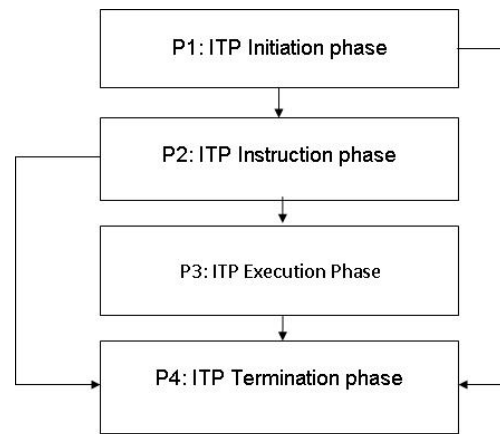 P1: ITP Initiation phase
P2: ITP Instruction phase
P3: ITP Execution Phase
P4: ITP Termination phase